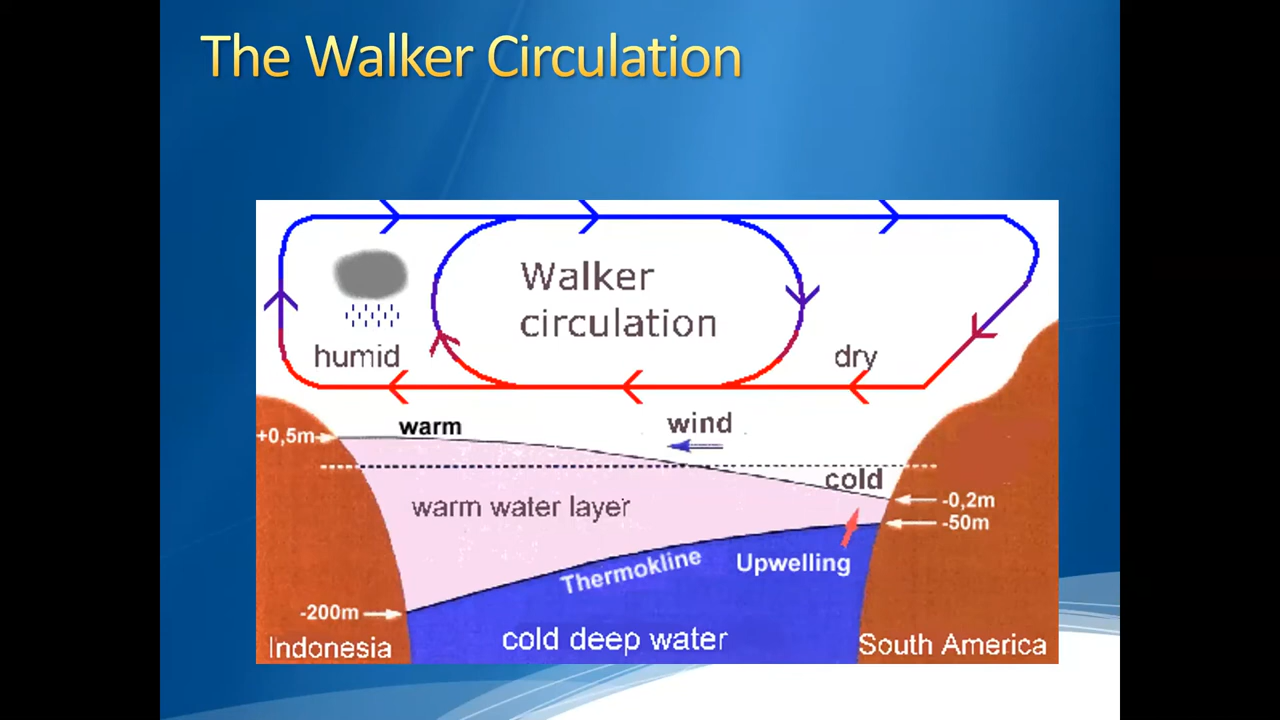 The Walker Circulation
Walker
circulation
humid
dry
wind
warm
+0,5m
cold
warm water layer
-0,2m
-50m
Thermokline
Upwelling
-200m
Indonesia
cold deep water
South America